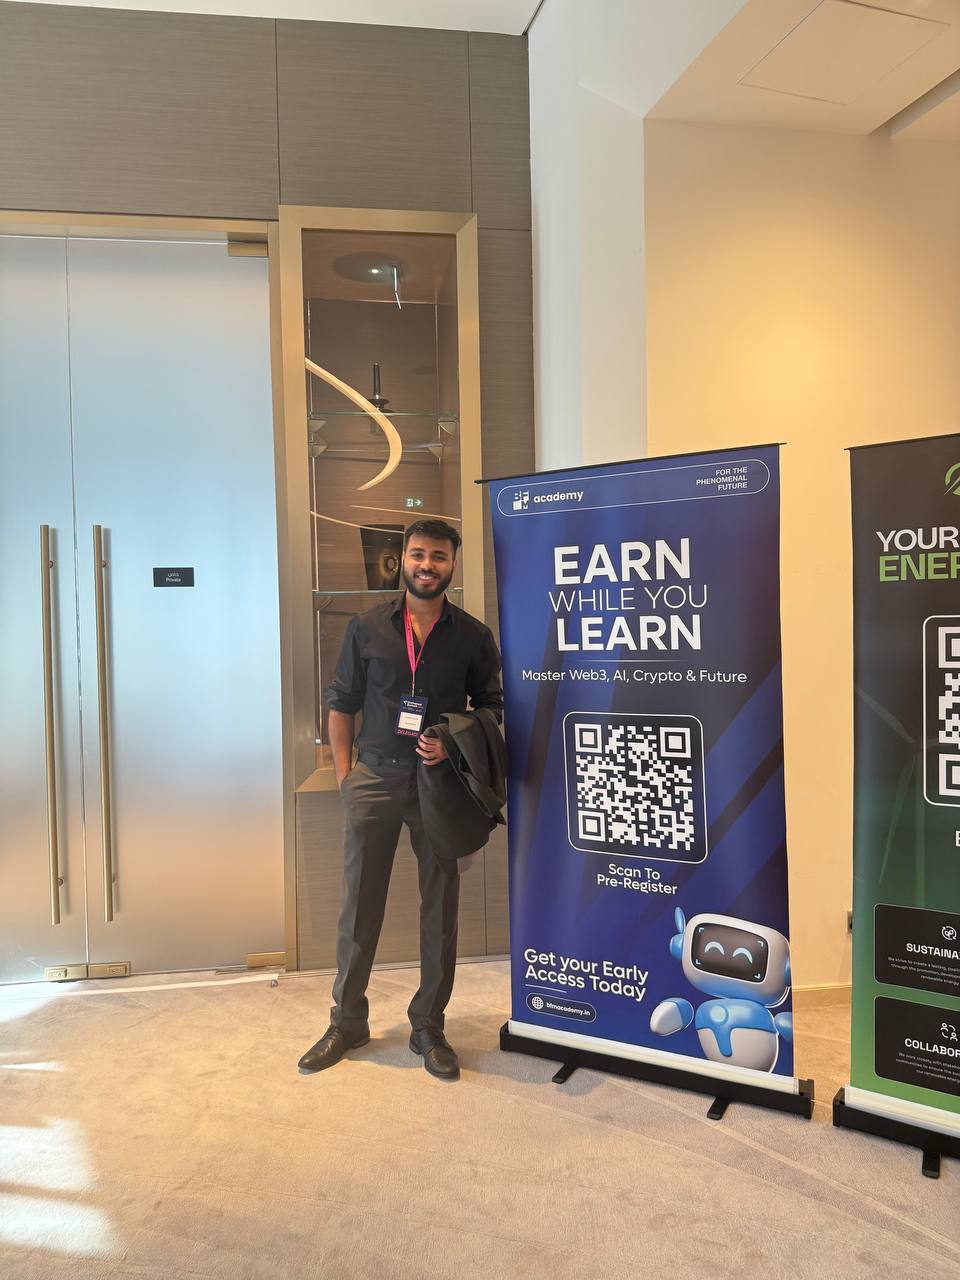 Private
DELEGATE
BFM academy
FOR THE
PHENOMENAL
FUTURE
EARN
WHILE YOU
LEARN
Master Web3, AI, Crypto & Future
Scan To
Pre-Register
Get your Early
Access Today
bfmacademy.in
YOUR
ENER
SUSTAINA
COLLABOR